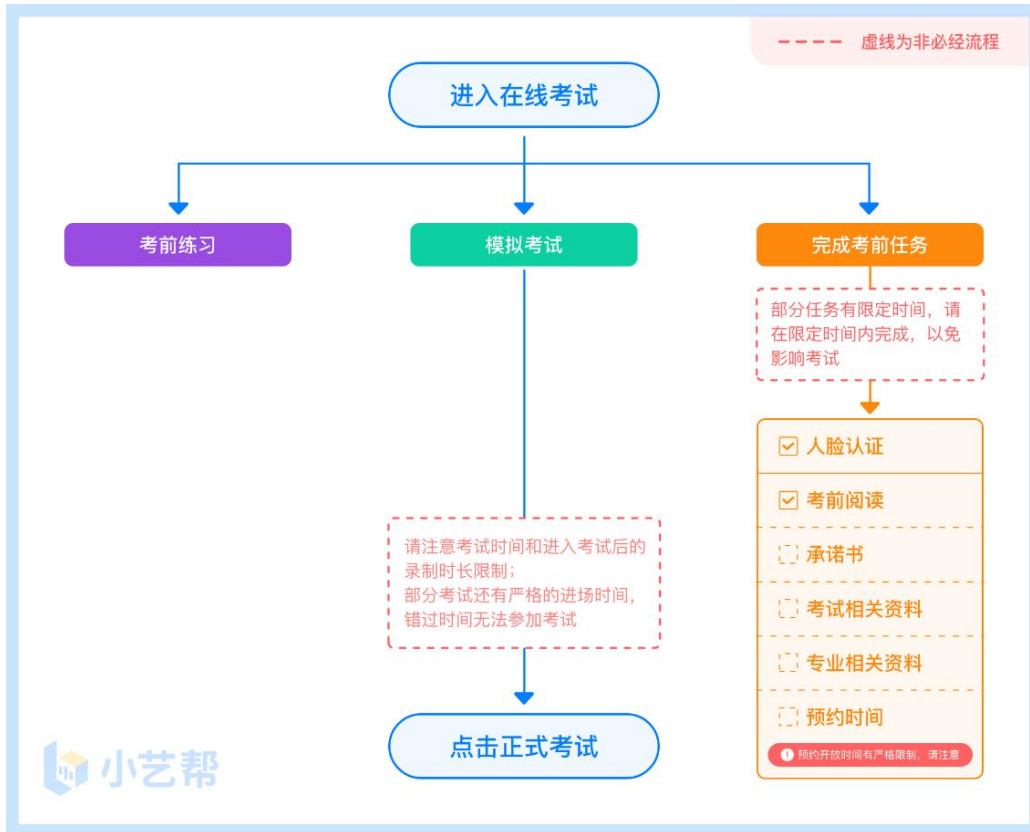 虚线为非必经流程
进入在线考试
考前练习
模拟考试
完成考前任务
部分任务有限定时间，请
在限定时间内完成，以免
影响考试
人脸认证
考前阅读
承诺书
考试相关资料
专业相关资料
预约时间
预约开放时间有严格限制，请注意
请注意考试时间和进入考试后的
录制时长限制；
部分考试还有严格的进场时间，
错过时间无法参加考试
点击正式考试
小艺帮